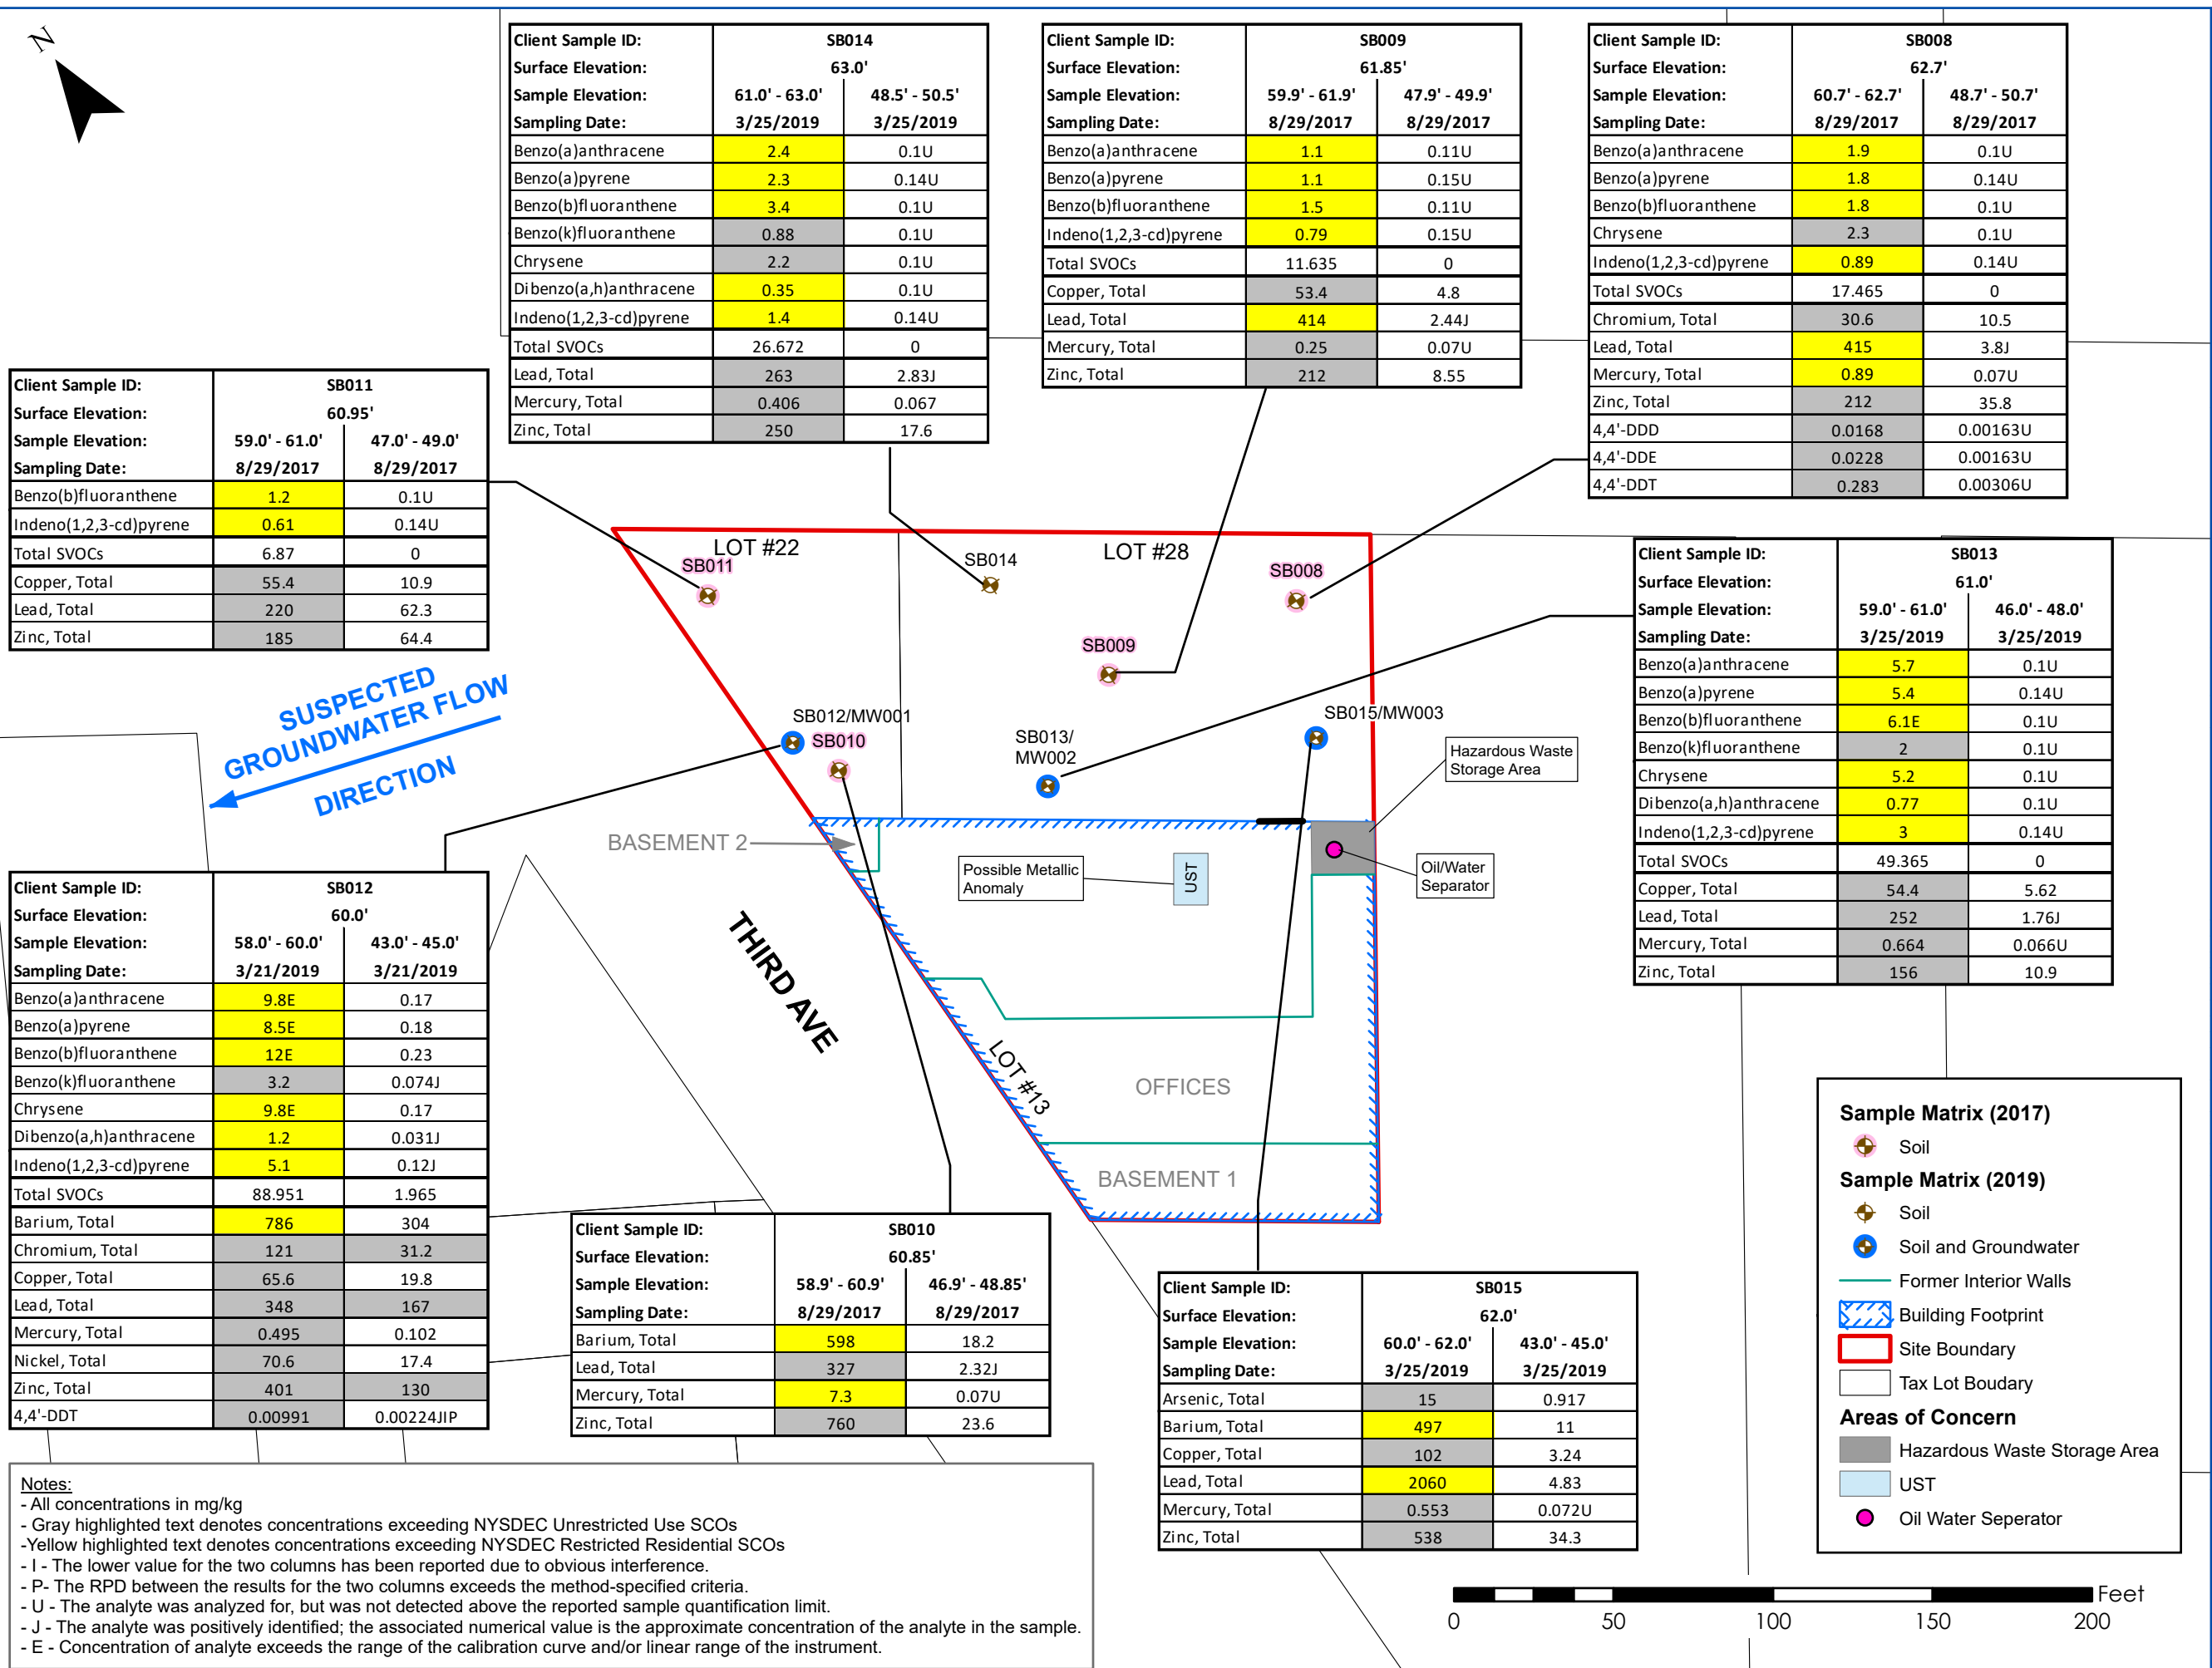 N
Client Sample ID: SB014
Surface Elevation: 63.0'
Sample Elevation: 61.0' - 63.0' 48.5' - 50.5'
Sampling Date: 3/25/2019 3/25/2019
Benzo(a)anthracene 2.4 0.1U
Benzo(a)pyrene 2.3 0.14U
Benzo(b)fluoranthene 3.4 0.1U
Benzo(k)fluoranthene 0.88 0.1U
Chrysene 2.2 0.1U
Dibenzo(a,h)anthracene 0.35 0.1U
Indeno(1,2,3-cd)pyrene 1.4 0.14U
Total SVOCs 26.672 0
Lead, Total 263 2.83J
Mercury, Total 0.406 0.067
Zinc, Total 250 17.6
Client Sample ID: SB009
Surface Elevation: 61.85'
Sample Elevation: 59.9' - 61.9' 47.9' - 49.9'
Sampling Date: 8/29/2017 8/29/2017
Benzo(a)anthracene 1.1 0.11U
Benzo(a)pyrene 1.1 0.15U
Benzo(b)fluoranthene 1.5 0.11U
Indeno(1,2,3-cd)pyrene 0.79 0.15U
Total SVOCs 11.635 0
Copper, Total 53.4 4.8
Lead, Total 414 2.44J
Mercury, Total 0.25 0.07U
Zinc, Total 212 8.55
Client Sample ID: SB008
Surface Elevation: 62.7'
Sample Elevation: 60.7' - 62.7' 48.7' - 50.7'
Sampling Date: 8/29/2017 8/29/2017
Benzo(a)anthracene 1.9 0.1U
Benzo(a)pyrene 1.8 0.14U
Benzo(b)fluoranthene 1.8 0.1U
Chrysene 2.3 0.1U
Indeno(1,2,3-cd)pyrene 0.89 0.14U
Total SVOCs 17.465 0
Chromium, Total 30.6 10.5
Lead, Total 415 3.8J
Mercury, Total 0.89 0.07U
Zinc, Total 212 35.8
4,4'-DDD 0.0168 0.00163U
4,4'-DDE 0.0228 0.00163U
4,4'-DDT 0.283 0.00306U
Client Sample ID: SB011
Surface Elevation: 60.95'
Sample Elevation: 59.0' - 61.0' 47.0' - 49.0'
Sampling Date: 8/29/2017 8/29/2017
Benzo(b)fluoranthene 1.2 0.1U
Indeno(1,2,3-cd)pyrene 0.61 0.14U
Total SVOCs 6.87 0
Copper, Total 55.4 10.9
Lead, Total 220 62.3
Zinc, Total 185 64.4
LOT #22
LOT #28
SB011
SB014
SB008
SB009
SUSPECTED
GROUNDWATER FLOW
DIRECTION
SB012/MW001
SB010
SB013/
MW002
SB015/MW003
Hazardous Waste
Storage Area
Client Sample ID: SB013
Surface Elevation: 61.0'
Sample Elevation: 59.0' - 61.0' 46.0' - 48.0'
Sampling Date: 3/25/2019 3/25/2019
Benzo(a)anthracene 5.7 0.1U
Benzo(a)pyrene 5.4 0.14U
Benzo(b)fluoranthene 6.1E 0.1U
Benzo(k)fluoranthene 2 0.1U
Chrysene 5.2 0.1U
Dibenzo(a,h)anthracene 0.77 0.1U
Indeno(1,2,3-cd)pyrene 3 0.14U
Total SVOCs 49.365 0
Copper, Total 54.4 5.62
Lead, Total 252 1.76J
Mercury, Total 0.664 0.066U
Zinc, Total 156 10.9
BASEMENT 2
Possible Metallic
Anomaly
UST
Oil/Water
Separator
THIRD AVE
LOT #13
OFFICES
BASEMENT 1
Client Sample ID: SB012
Surface Elevation: 60.0'
Sample Elevation: 58.0' - 60.0' 43.0' - 45.0'
Sampling Date: 3/21/2019 3/21/2019
Benzo(a)anthracene 9.8E 0.17
Benzo(a)pyrene 8.5E 0.18
Benzo(b)fluoranthene 12E 0.23
Benzo(k)fluoranthene 3.2 0.074J
Chrysene 9.8E 0.17
Dibenzo(a,h)anthracene 1.2 0.031J
Indeno(1,2,3-cd)pyrene 5.1 0.12J
Total SVOCs 88.951 1.965
Barium, Total 786 304
Chromium, Total 121 31.2
Copper, Total 65.6 19.8
Lead, Total 348 167
Mercury, Total 0.495 0.102
Nickel, Total 70.6 17.4
Zinc, Total 401 130
4,4'-DDT 0.00991 0.00224JIP
Client Sample ID: SB010
Surface Elevation: 60.85'
Sample Elevation: 58.9' - 60.9' 46.9' - 48.85'
Sampling Date: 8/29/2017 8/29/2017
Barium, Total 598 18.2
Lead, Total 327 2.32J
Mercury, Total 7.3 0.07U
Zinc, Total 760 23.6
Client Sample ID: SB015
Surface Elevation: 62.0'
Sample Elevation: 60.0' - 62.0' 43.0' - 45.0'
Sampling Date: 3/25/2019 3/25/2019
Arsenic, Total 15 0.917
Barium, Total 497 11
Copper, Total 102 3.24
Lead, Total 2060 4.83
Mercury, Total 0.553 0.072U
Zinc, Total 538 34.3
Sample Matrix (2017)
Soil
Sample Matrix (2019)
Soil
Soil and Groundwater
Former Interior Walls
Building Footprint
Site Boundary
Tax Lot Boudary
Areas of Concern
Hazardous Waste Storage Area
UST
Oil Water Seperator
Notes:
- All concentrations in mg/kg
- Gray highlighted text denotes concentrations exceeding NYSDEC Unrestricted Use SCOs
-Yellow highlighted text denotes concentrations exceeding NYSDEC Restricted Residential SCOs
- I - The lower value for the two columns has been reported due to obvious interference.
- P- The RPD between the results for the two columns exceeds the method-specified criteria.
- U - The analyte was analyzed for, but was not detected above the reported sample quantification limit.
- J - The analyte was positively identified; the associated numerical value is the approximate concentration of the analyte in the sample.
- E - Concentration of analyte exceeds the range of the calibration curve and/or linear range of the instrument.
Feet
0 50 100 150 200